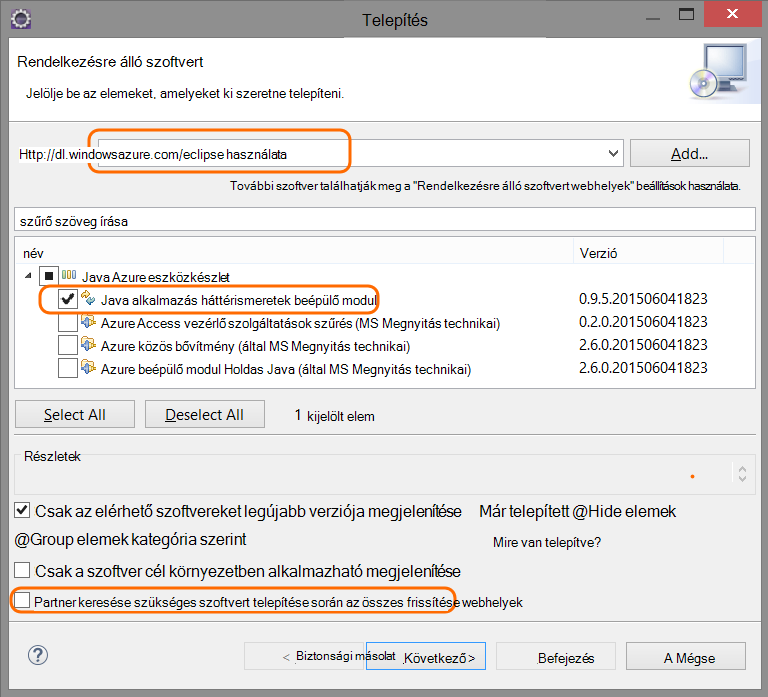 Telepítés
Rendelkezésre álló szoftvert
Jelölje be az elemeket, amelyeket ki szeretne telepíteni.
Http://dl.windowsazure.com/eclipse használata
Add...
További szoftver találhatják meg a "Rendelkezésre álló szoftvert webhelyek" beállítások használata.
szűrő szöveg írása
név Verzió
Java Azure eszközkészlet
Java alkalmazás háttérismeretek beépülő modul 0.9.5.201506041823
Azure Access vezérlő szolgáltatások szűrés (MS Megnyitás technikai) 0.2.0.201506041823
Azure közös bővítmény (által MS Megnyitás technikai) 2.6.0.201506041823
Azure beépülő modul Holdas Java (által MS Megnyitás technikai) 2.6.0.201506041823
Select All Deselect All 1 kijelölt elem
Részletek
Csak az elérhető szoftvereket legújabb verziója megjelenítése Már telepített @Hide elemek
@Group elemek kategória szerint Mire van telepítve?
Csak a szoftver cél környezetben alkalmazható megjelenítése
Partner keresése szükséges szoftvert telepítése során az összes frissítése webhelyek
? < Biztonsági másolat Következő > Befejezés A Mégse